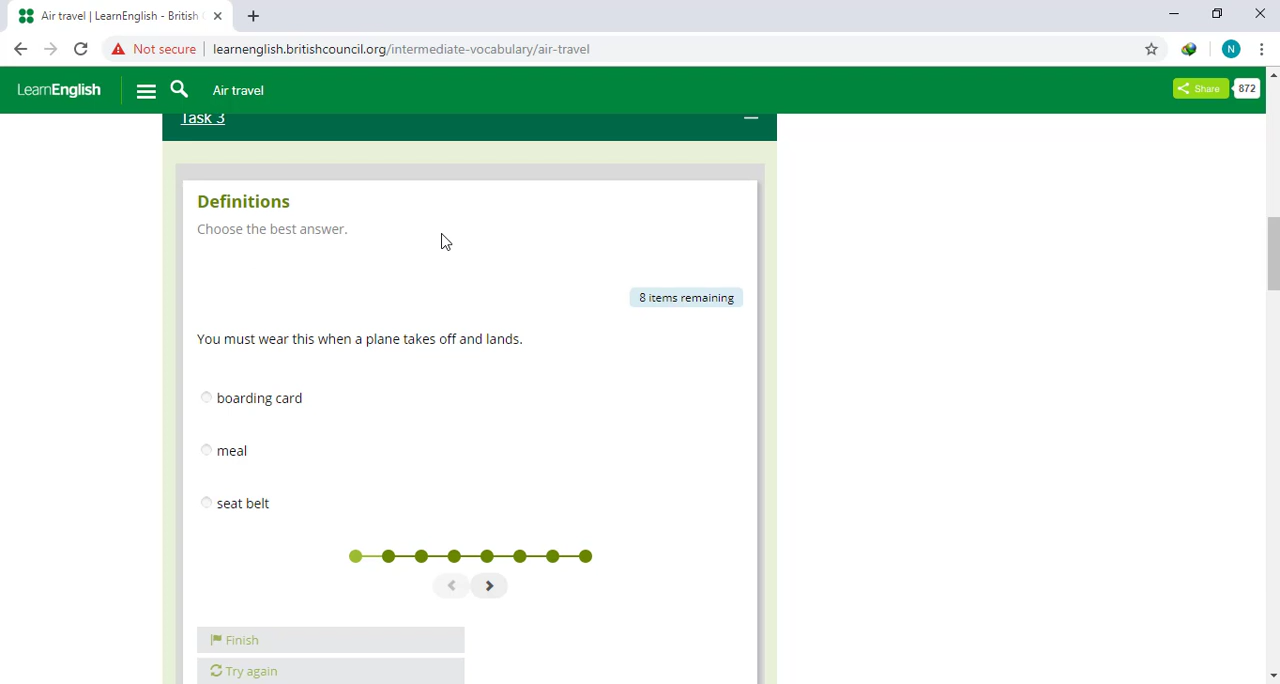 Air travel | LearnEnglish - British
Not secure
learnenglish.britishcouncil.org/intermediate-vocabulary/air-travel
N
LearnEnglish
Air travel
Share
872
Task 3
Definitions
Choose the best answer.
8 items remaining
You must wear this when a plane takes off and lands.
boarding card
meal
seat belt
Finish
Try again